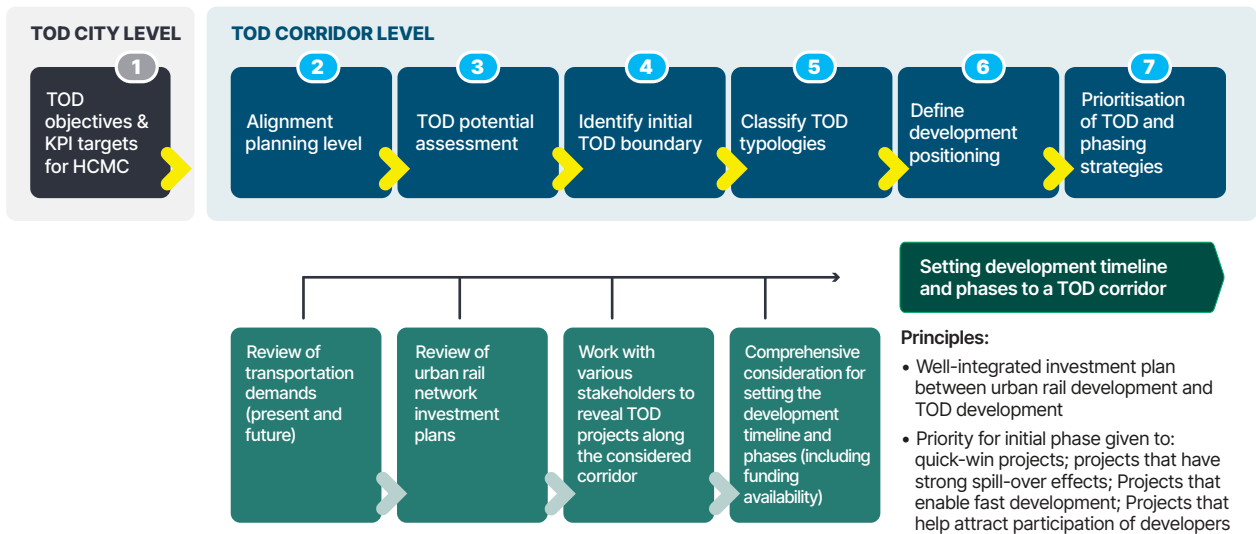 TOD CITY LEVEL
1
TOD
objectives &
KPI targets
for HCMC
TOD CORRIDOR LEVEL
2
Alignment
planning level
3
TOD potential
assessment
4
Identify initial
TOD boundary
5
Classify TOD
typologies
6
Define
development
positioning
7
Prioritisation
of TOD and
phasing
strategies
Review of
transportation
demands
(present and
future)
Review of
urban rail
network
investment
plans
Work with
various
stakeholders to
reveal TOD
projects along
the considered
corridor
Comprehensive
consideration for
setting the
development
timeline and
phases (including
funding
availability)
Setting development timeline
and phases to a TOD corridor
Principles:
• Well-integrated investment plan
between urban rail development and
TOD development
• Priority for initial phase given to:
quick-win projects; projects that have
strong spill-over effects; Projects that
enable fast development; Projects that
help attract participation of developers